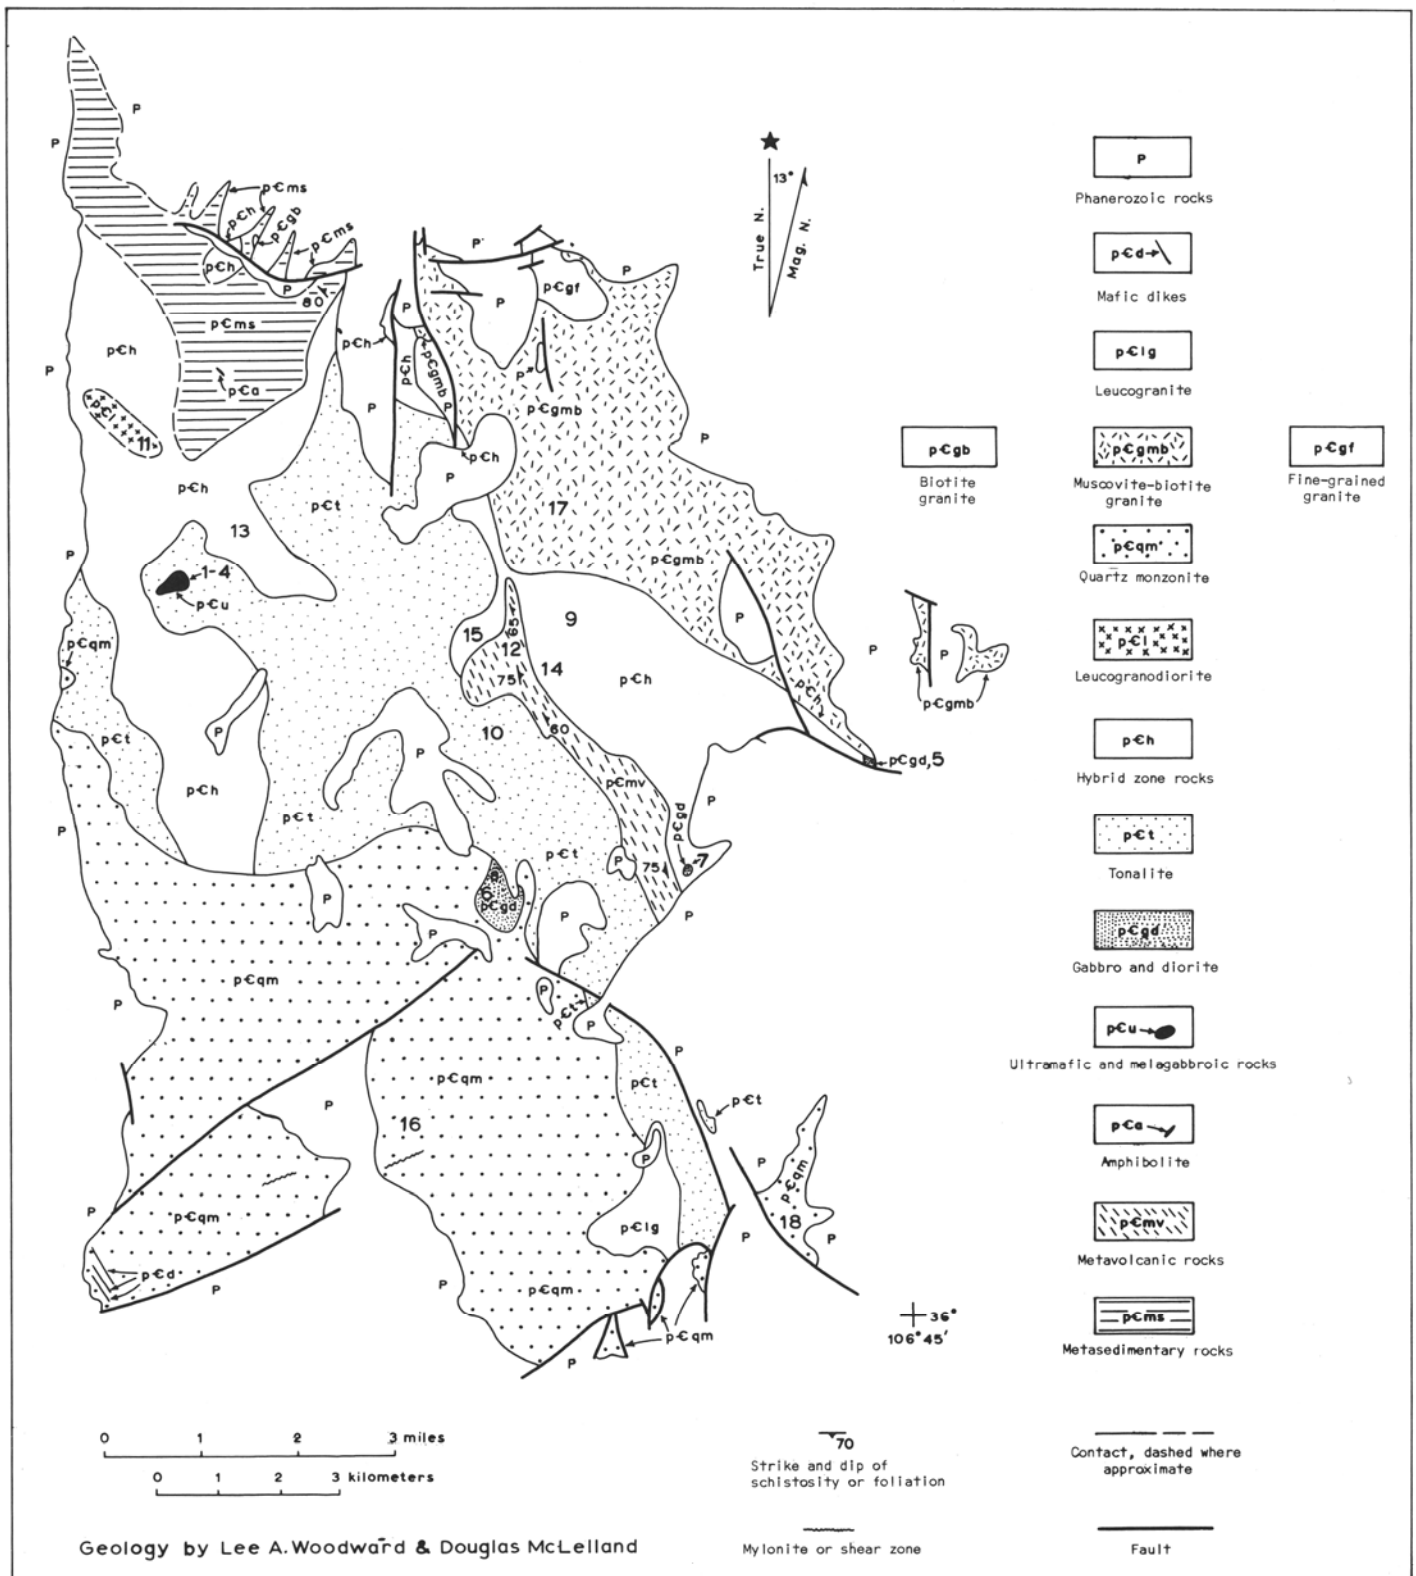 P
P
p€ms
p€h
p€gb
p€ms
p€h
P
80
p€ms
p€h
P
p€a
p€l
11
p€h
13
p€t
1-4
p€u
P
p€qm
p€t
P
p€h
p€t
P
p€h
P
p€h
P
p€gmb
P
P
P'
P
p€gf
P
P
p€gmb
p€h
P
P
17
p€gmb
P
True N.
13°
Mag. N.
15
65
12
75
9
14
p€h
60
10
P
p€mv
p€h
p€gd,5
P
p€gd
7
75
P
P
P
P
p€gmb
p€t
P
8
6
p€gd
P
P
P
p€qm
P
P
p€t
P
P
p€t
p€t
p€qm
16
P
P
p€qm
P
p€lg
P
P
p€qm
18
P
P
p€d
P
P
p€qm
p€qm
P
36°
106° 45'
P
Phanerozoic rocks
p€d
Mafic dikes
p€lg
Leucogranite
p€gb
Biotite
granite
p€gmb
Muscovite-biotite
granite
p€gf
Fine-grained
granite
p€qm
Quartz monzonite
p€l
Leucogranodiorite
p€h
Hybrid zone rocks
p€t
Tonalite
p€gd
Gabbro and diorite
p€u
Ultramafic and melagabbroic rocks
p€a
Amphibolite
p€mv
Metavolcanic rocks
p€ms
Metasedimentary rocks
0 1 2 3 miles
0 1 2 3 kilometers
70
Strike and dip of
schistosity or foliation
Contact, dashed where
approximate
Mylonite or shear zone
Fault
Geology by Lee A. Woodward & Douglas McLelland